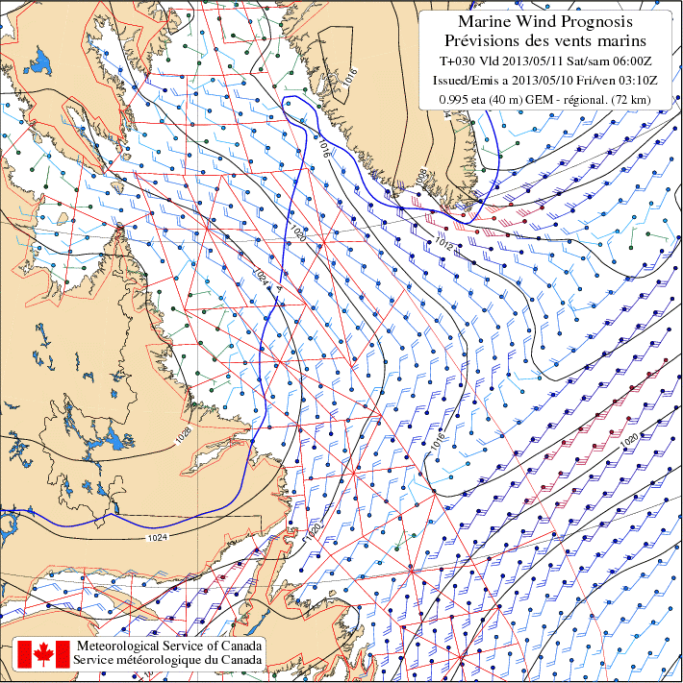 Marine Wind Prognosis
Prévisions des vents marins
T+030 Vld 2013/05/11 Sat/sam 06:00Z
Issued/Emis a 2013/05/10 Fri/ven 03:10Z
0.995 eta (40 m) GEM - régional. (72 km)
1016
1016
1008
1020
1012
1024
1028
1016
1020
1024
1020
Meteorological Service of Canada
Service météorologique du Canada